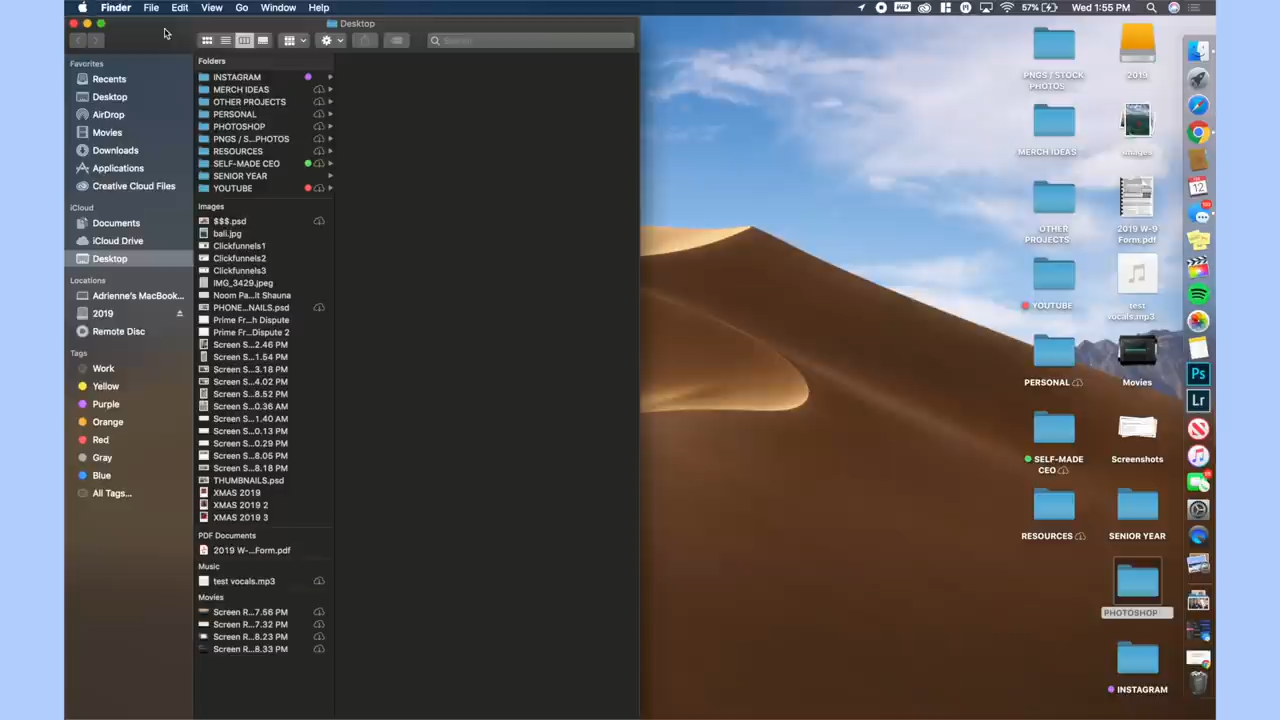 Finder File Edit View Go Window Help
57% Wed 1:55 PM
Desktop
Search
Favorites
Recents
Desktop
AirDrop
Movies
Downloads
Applications
Creative Cloud Files
iCloud
Documents
iCloud Drive
Desktop
Locations
Adrienne's MacBook...
2019
Remote Disc
Tags
Work
Yellow
Purple
Orange
Red
Gray
Blue
All Tags...
Folders
INSTAGRAM
MERCH IDEAS
OTHER PROJECTS
PERSONAL
PHOTOSHOP
PNGS / S...PHOTOS
RESOURCES
SELF-MADE CEO
SENIOR YEAR
YOUTUBE
Images
$$$.psd
bali.jpg
Clickfunnels1
Clickfunnels2
Clickfunnels3
IMG_3429.jpeg
Noom Pa...it Shauna
PHONE...NAILS.psd
Prime Fr...h Dispute
Prime Fr...Dispute 2
Screen S...2.46 PM
Screen S...1.54 PM
Screen S...3.18 PM
Screen S...4.02 PM
Screen S...8.52 PM
Screen S...0.36 AM
Screen S...1.40 AM
Screen S...0.13 PM
Screen S...0.29 PM
Screen S...8.05 PM
Screen S...8.18 PM
THUMBNAILS.psd
XMAS 2019
XMAS 2019 2
XMAS 2019 3
PDF Documents
2019 W-...Form.pdf
Music
test vocals.mp3
Movies
Screen R...7.56 PM
Screen R...7.32 PM
Screen R...8.23 PM
Screen R...8.33 PM
PNGS / STOCK
PHOTOS
2019
MERCH IDEAS
Images
OTHER
PROJECTS
2019 W-9
Form.pdf
YOUTUBE
test
vocals.mp3
PERSONAL
Movies
SELF-MADE
CEO
Screenshots
RESOURCES
SENIOR YEAR
PHOTOSHOP
INSTAGRAM
12
Ps
Lr